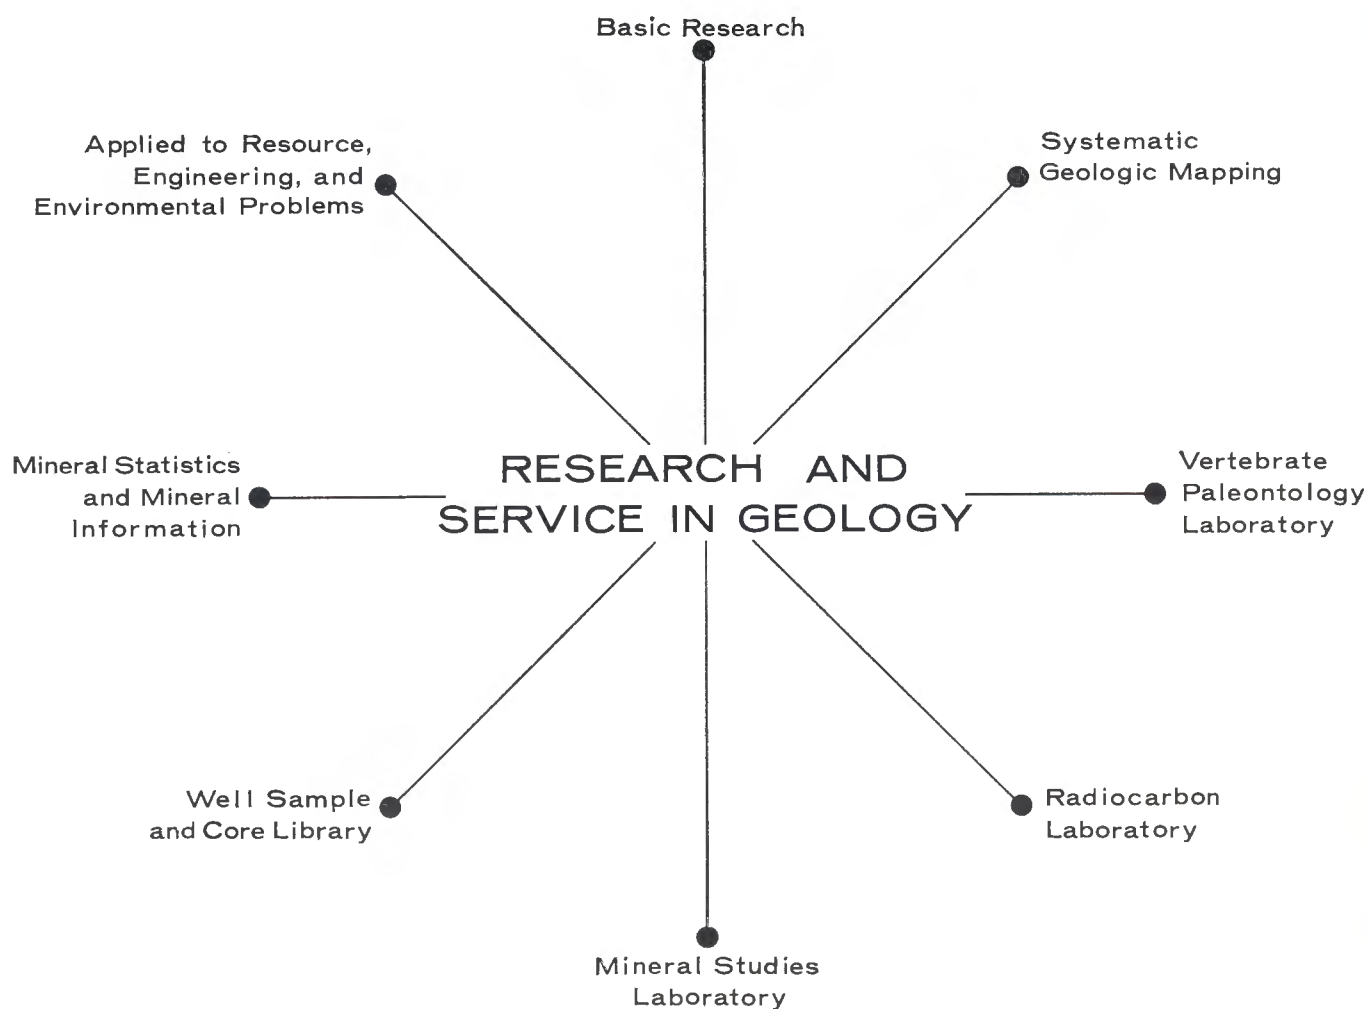 Basic Research
Applied to Resource,
Engineering, and
Environmental Problems
Systematic
Geologic Mapping
Mineral Statistics
and Mineral
Information
RESEARCH AND
SERVICE IN GEOLOGY
Vertebrate
Paleontology
Laboratory
Well Sample
and Core Library
Radiocarbon
Laboratory
Mineral Studies
Laboratory